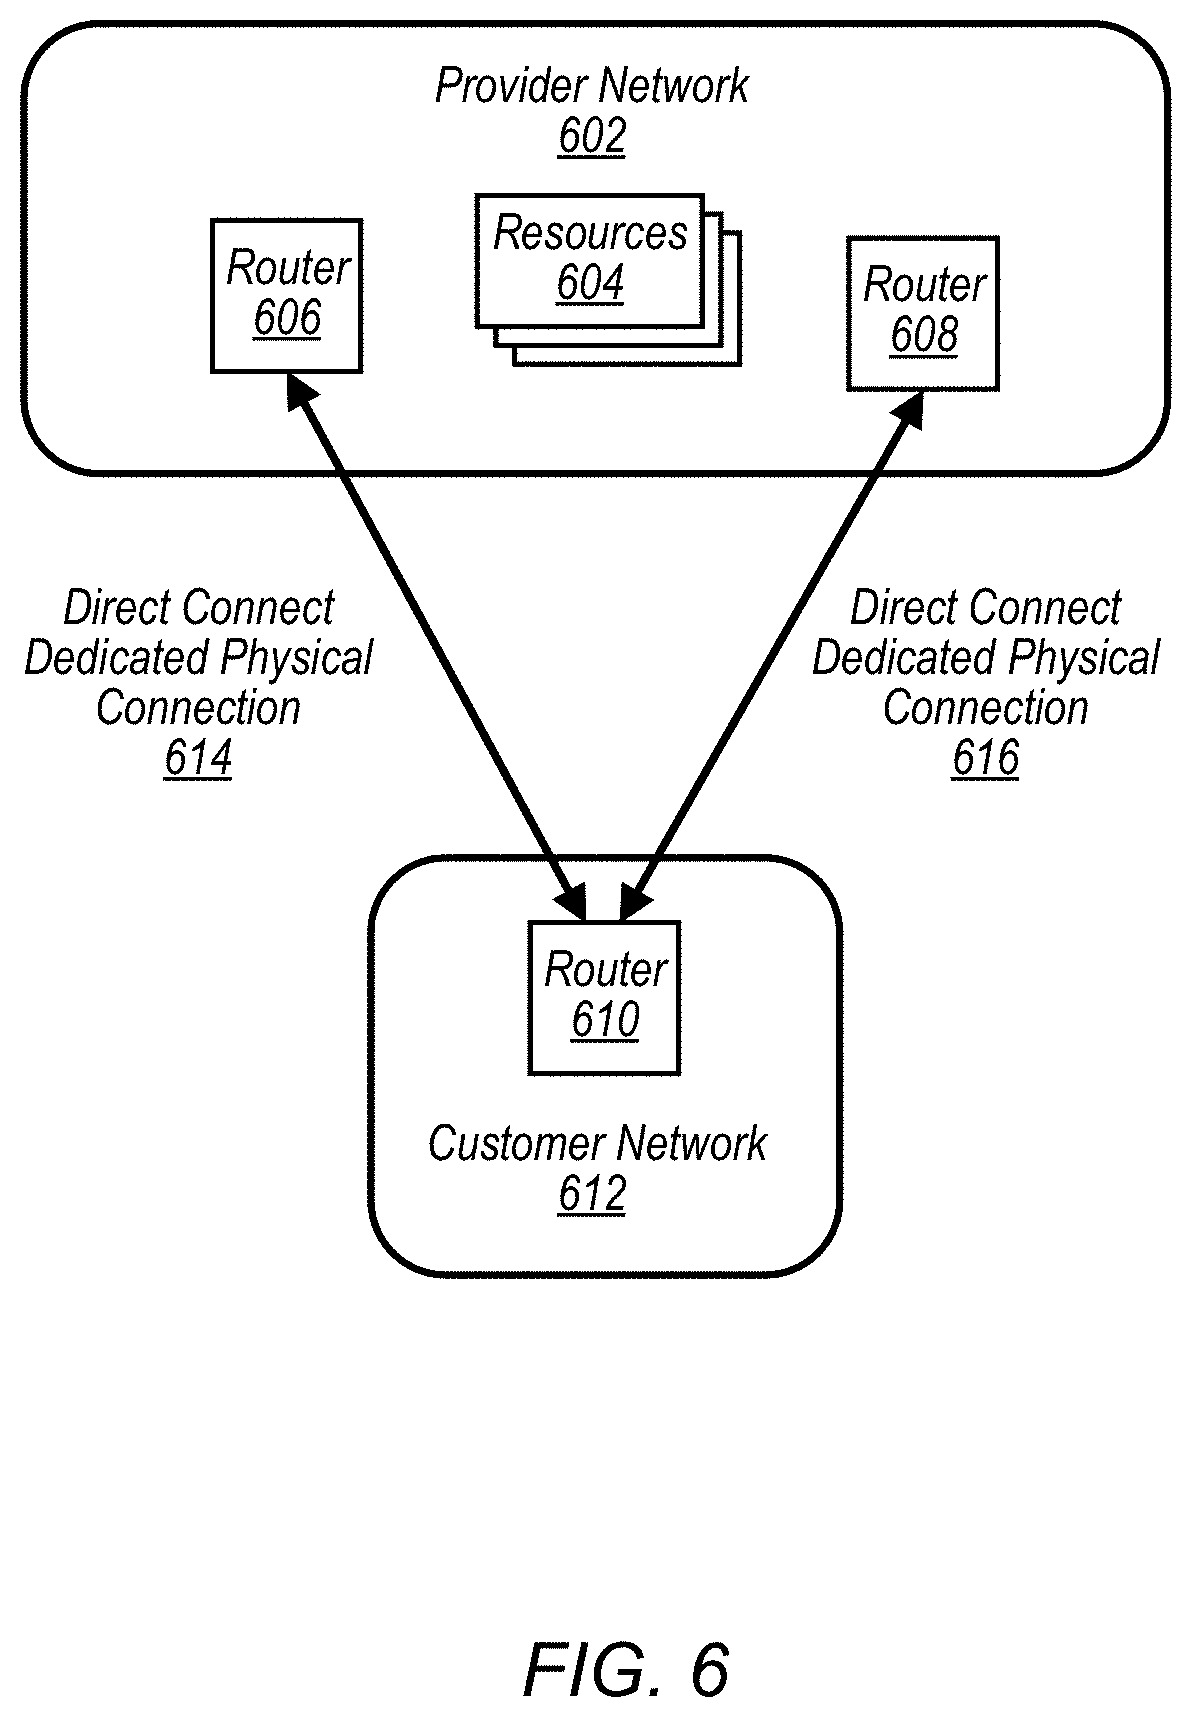 Provider Network
602
Router
606
Resources
604
Router
608
Direct Connect
Dedicated Physical
Connection
614
Direct Connect
Dedicated Physical
Connection
616
Router
610
Customer Network
612
FIG. 6